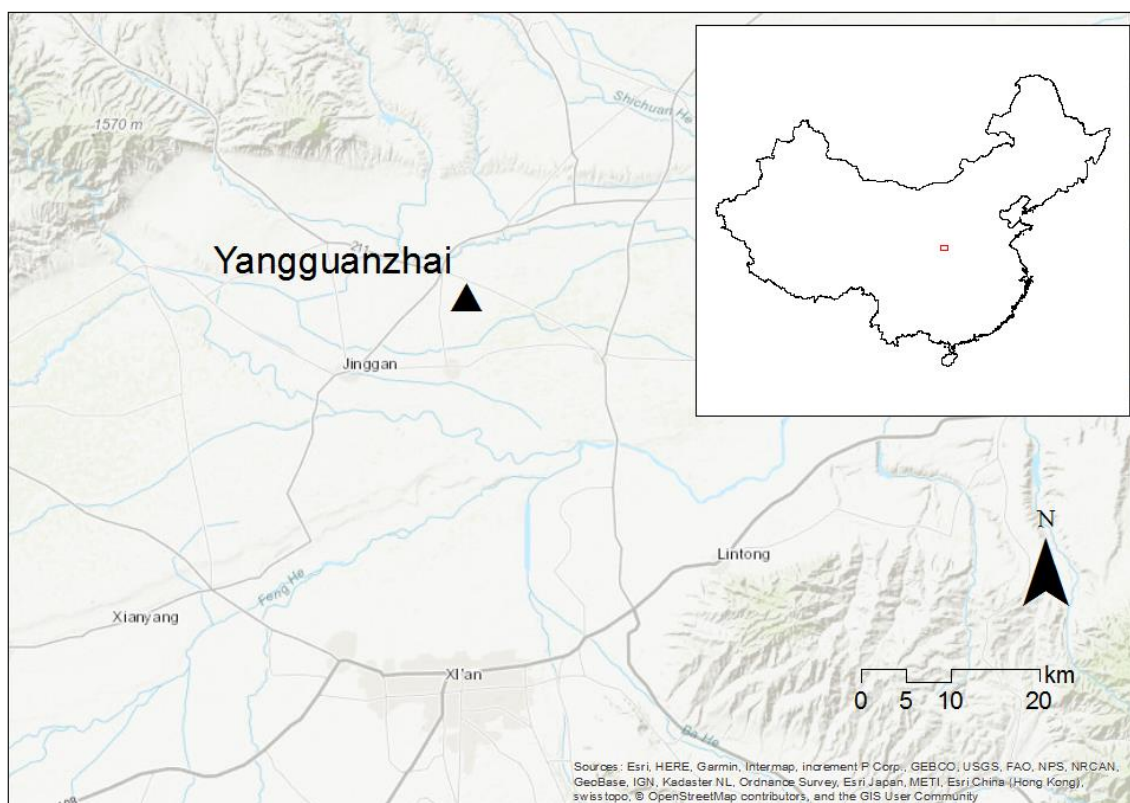 Shichuan He
1570 m
211
Yangguanzhai
Jinggan
N
Lintong
Feng He
Xianyang
XI'an
km
0 5 10 20
Ba He
Sources: Esri, HERE, Garmin, Intermap, increment P Corp., GEBCO, USGS, FAO, NPS, NRCAN,
GeoBase, IGN, Kadaster NL, Ordnance Survey, Esri Japan, METI, Esri China (Hong Kong),
swisstopo, © OpenStreetMap contributors, and the GIS User Community